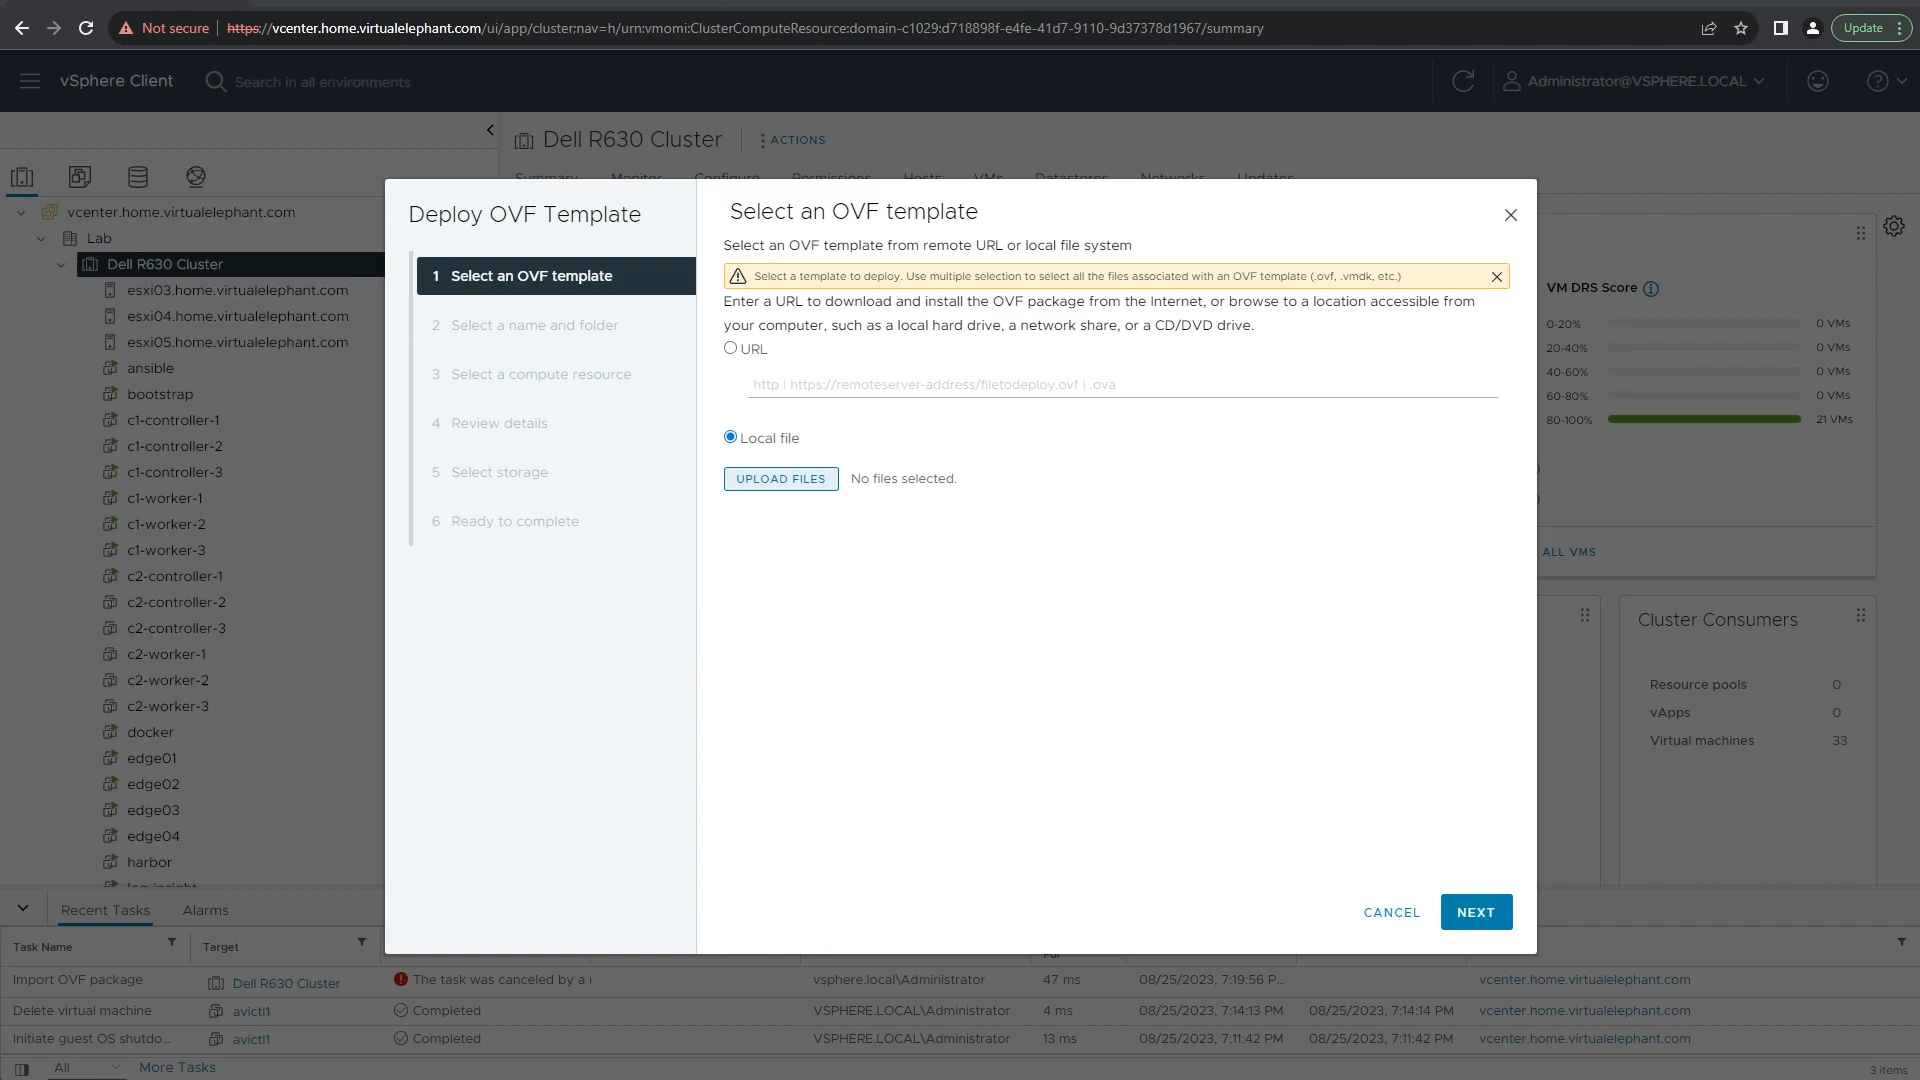 Not secure
https://vcenter.home.virtualelephant.com/ui/app/cluster;nav=h/urn:vmomi:ClusterComputeResource:domain-c1029:d718898f-e4fe-41d7-9110-9d37378d1967/summary
Update
vSphere Client
Search in all environments
Administrator@VSPHERE.LOCAL
Dell R630 Cluster
ACTIONS
Summary Monitor Configure Permissions Hosts VMs Datastores Networks Updates
vcenter.home.virtualelephant.com
Lab
Dell R630 Cluster
esxi03.home.virtualelephant.com
esxi04.home.virtualelephant.com
esxi05.home.virtualelephant.com
ansible
bootstrap
c1-controller-1
c1-controller-2
c1-controller-3
c1-worker-1
c1-worker-2
c1-worker-3
c2-controller-1
c2-controller-2
c2-controller-3
c2-worker-1
c2-worker-2
c2-worker-3
docker
edge01
edge02
edge03
edge04
harbor
log-insight
Deploy OVF Template
1 Select an OVF template
2 Select a name and folder
3 Select a compute resource
4 Review details
5 Select storage
6 Ready to complete
Select an OVF template
Select an OVF template from remote URL or local file system
Select a template to deploy. Use multiple selection to select all the files associated with an OVF template (.ovf, .vmdk, etc.)
Enter a URL to download and install the OVF package from the Internet, or browse to a location accessible from
your computer, such as a local hard drive, a network share, or a CD/DVD drive.
URL
http | https://remoteserver-address/filetodeploy.ovf | .ova
Local file
UPLOAD FILES No files selected.
CANCEL NEXT
VM DRS Score
0-20% 0 VMs
20-40% 0 VMs
40-60% 0 VMs
60-80% 0 VMs
80-100% 21 VMs
ALL VMS
Cluster Consumers
Resource pools 0
vApps 0
Virtual machines 33
Recent Tasks Alarms
Task Name Target
For
Import OVF package Dell R630 Cluster The task was canceled by a vsphere.local\Administrator 47 ms 08/25/2023, 7:19:56 P... vcenter.home.virtualelephant.com
Delete virtual machine avictl1 Completed VSPHERE.LOCAL\Administrator 4 ms 08/25/2023, 7:14:13 PM 08/25/2023, 7:14:14 PM vcenter.home.virtualelephant.com
Initiate guest OS shutdo... avictl1 Completed VSPHERE.LOCAL\Administrator 13 ms 08/25/2023, 7:11:42 PM 08/25/2023, 7:11:42 PM vcenter.home.virtualelephant.com
All More Tasks
3 items